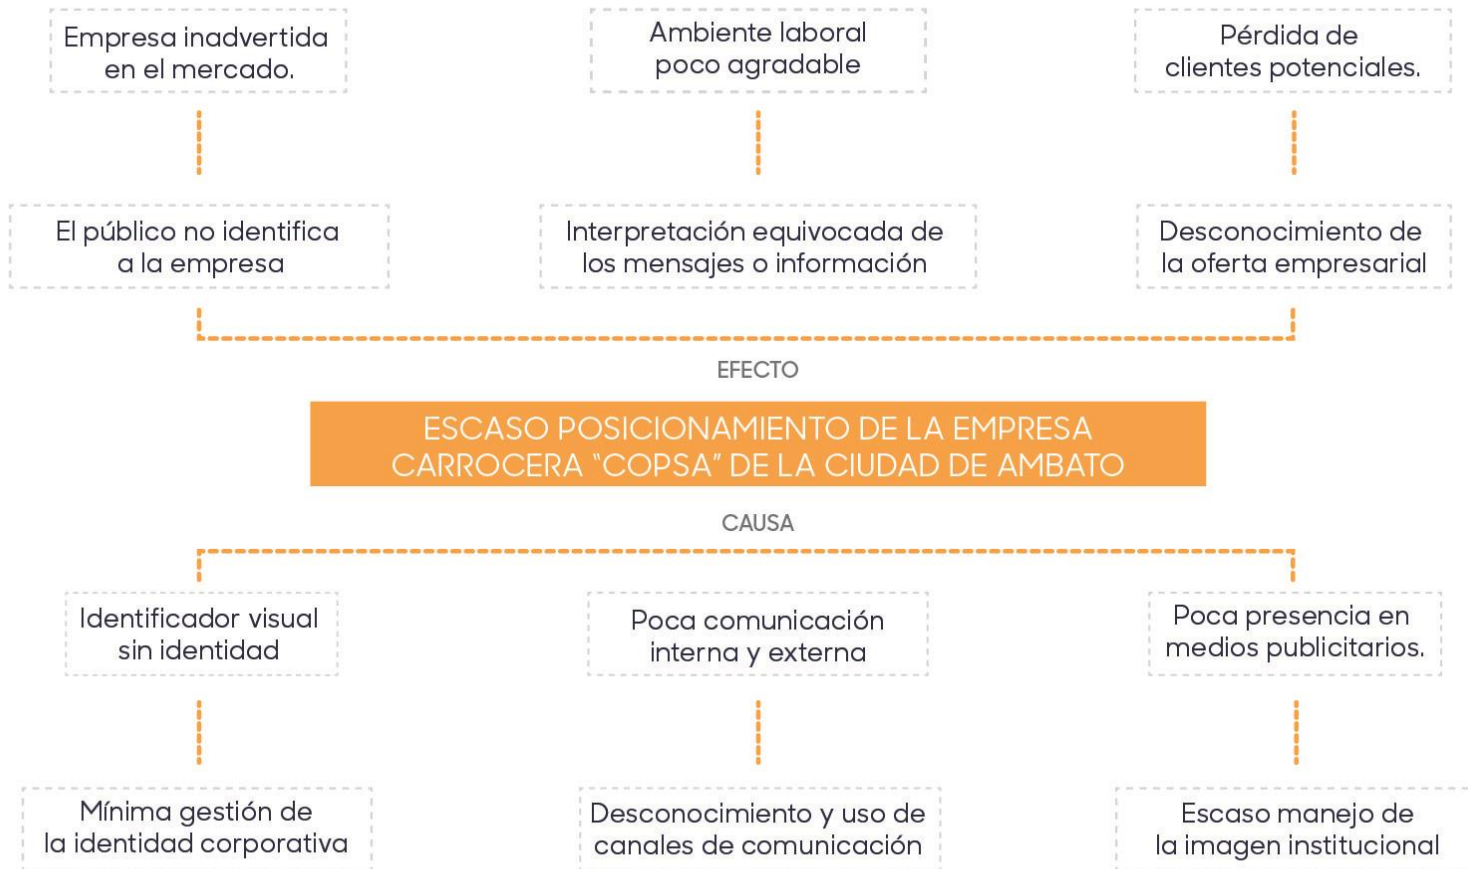 Empresa inadvertida
en el mercado.
Ambiente laboral
poco agradable
Pérdida de
clientes potenciales.
El público no identifica
a la empresa
Interpretación equivocada de
los mensajes o información
Desconocimiento de
la oferta empresarial
EFECTO
ESCASO POSICIONAMIENTO DE LA EMPRESA
CARROCERA “COPSA” DE LA CIUDAD DE AMBATO
CAUSA
Identificador visual
sin identidad
Poca comunicación
interna y externa
Poca presencia en
medios publicitarios.
Mínima gestión de
la identidad corporativa
Desconocimiento y uso de
canales de comunicación
Escaso manejo de
la imagen institucional